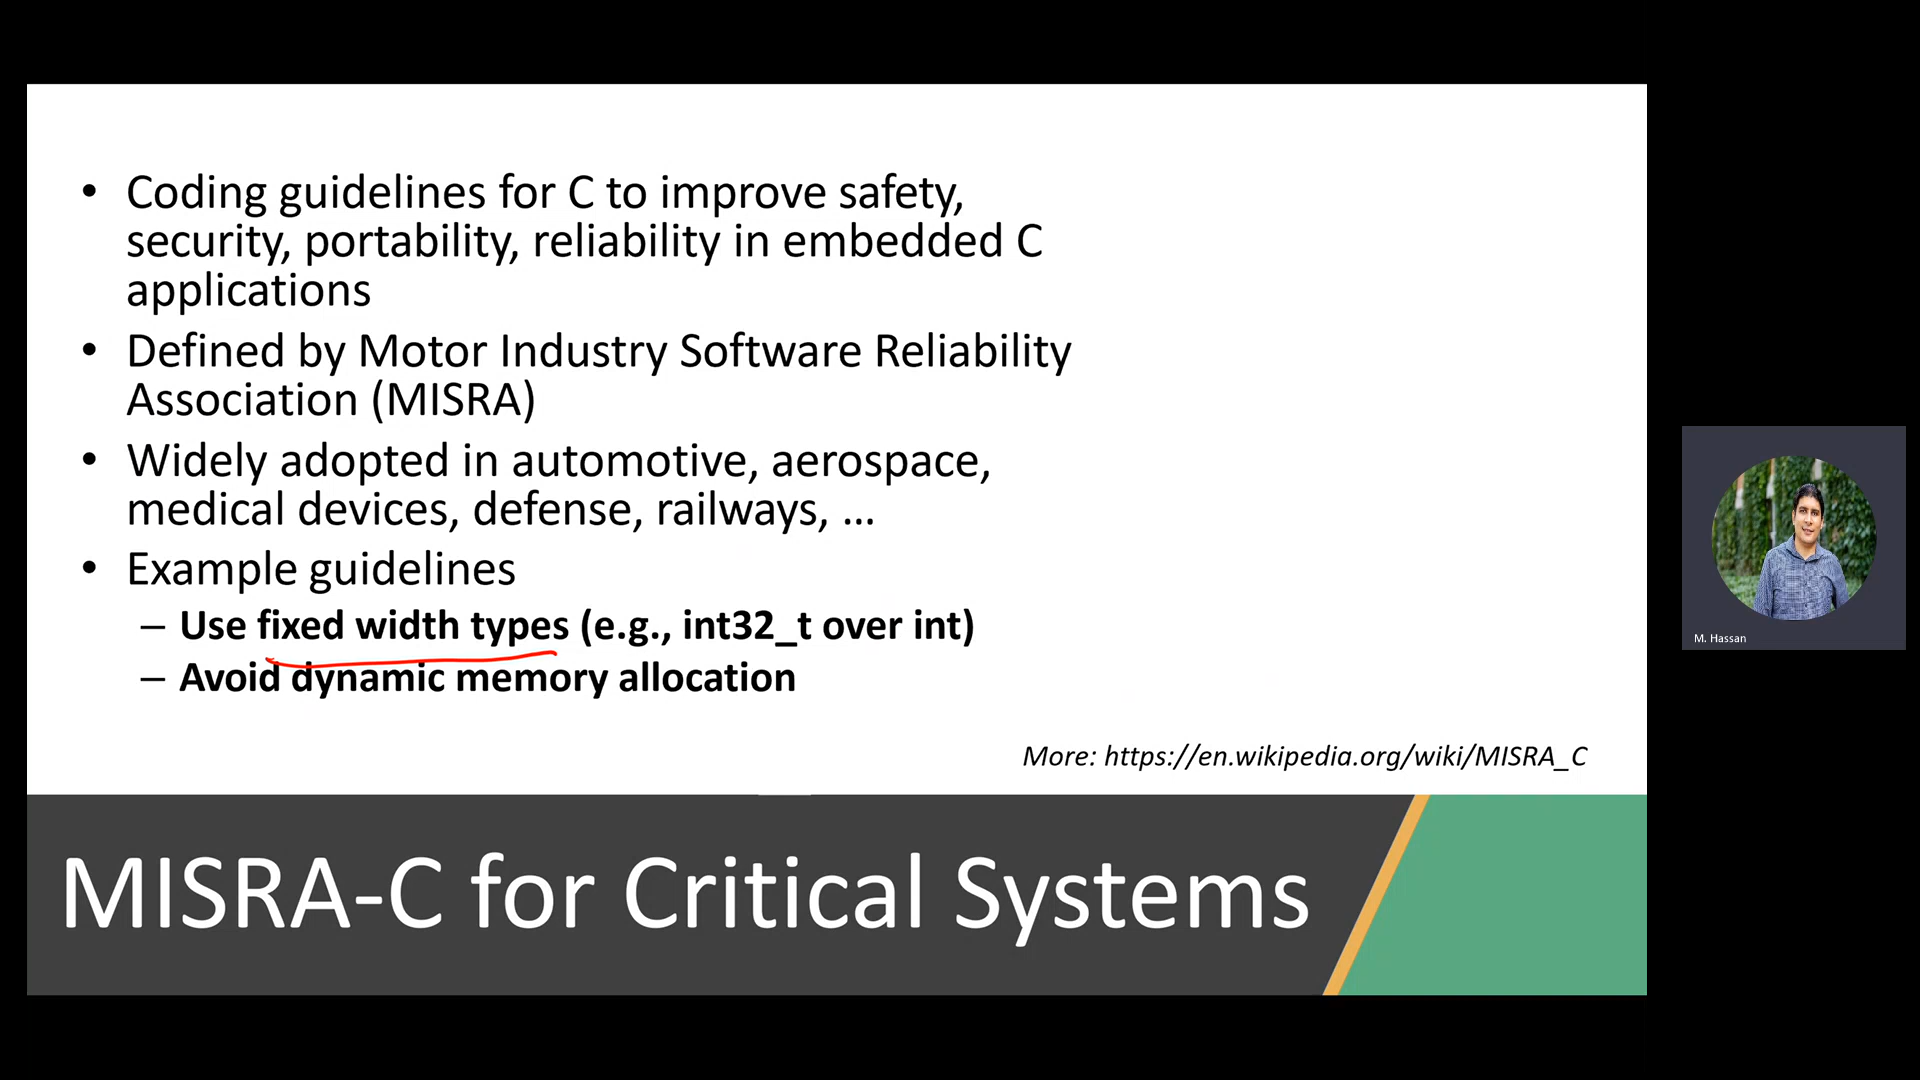 • Coding guidelines for C to improve safety,
security, portability, reliability in embedded C
applications
• Defined by Motor Industry Software Reliability
Association (MISRA)
• Widely adopted in automotive, aerospace,
medical devices, defense, railways, ...
• Example guidelines
– Use fixed width types (e.g., int32_t over int)
– Avoid dynamic memory allocation
More: https://en.wikipedia.org/wiki/MISRA_C
MISRA-C for Critical Systems
M. Hassan